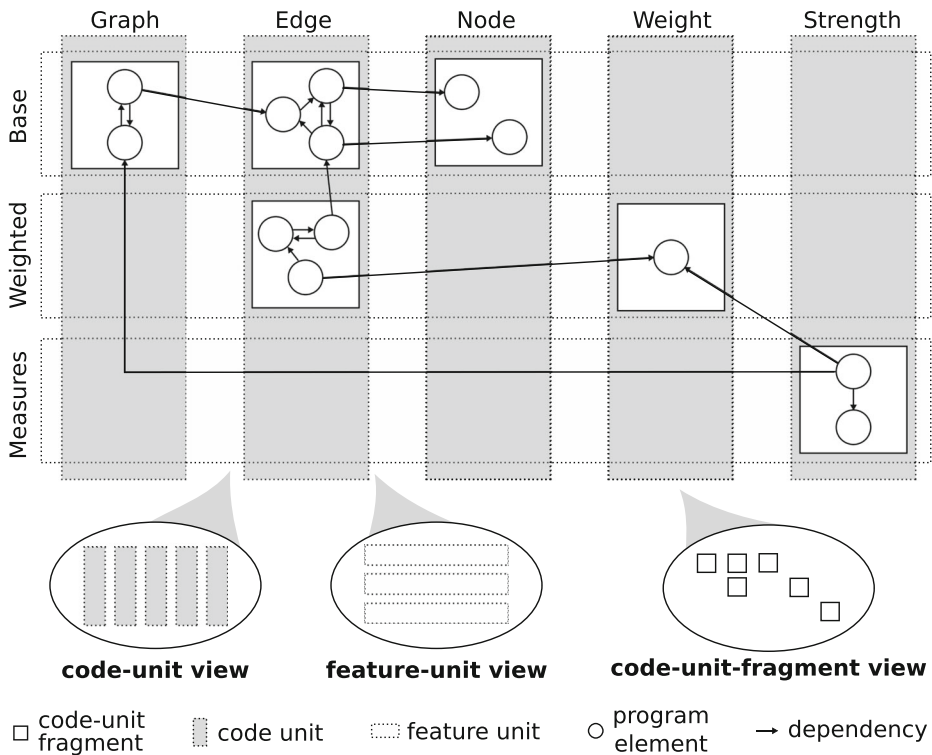 Graph Edge Node Weight Strength
Base
Weighted
Measures
code-unit view feature-unit view code-unit-fragment view
code-unit fragment
code unit
feature unit
program element
dependency